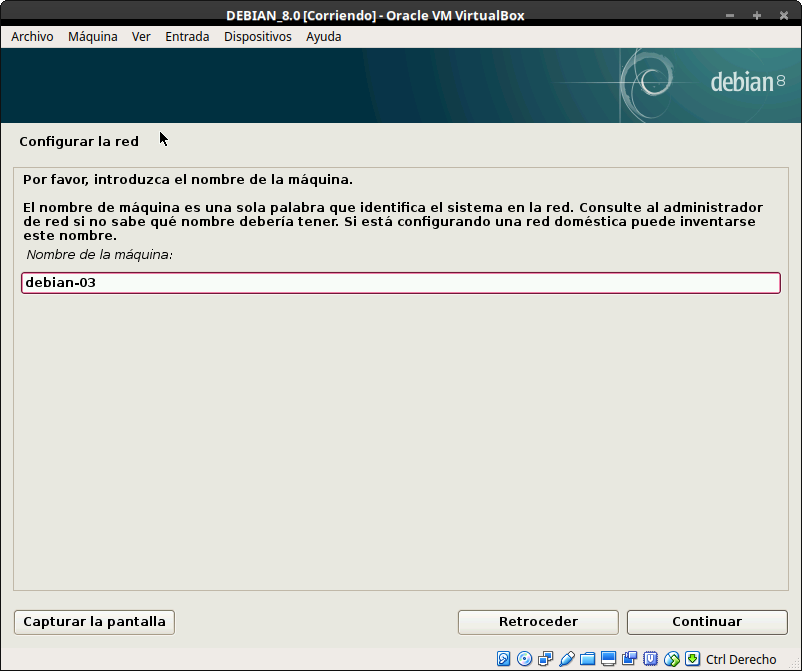 DEBIAN_8.0 [Corriendo] - Oracle VM VirtualBox
Archivo Máquina Ver Entrada Dispositivos Ayuda
debian 8
Configurar la red
Por favor, introduzca el nombre de la máquina.
El nombre de máquina es una sola palabra que identifica el sistema en la red. Consulte al administrador
de red si no sabe qué nombre debería tener. Si está configurando una red doméstica puede inventarse
este nombre.
Nombre de la máquina:
debian-03
Capturar la pantalla Retroceder Continuar
Ctrl Derecho